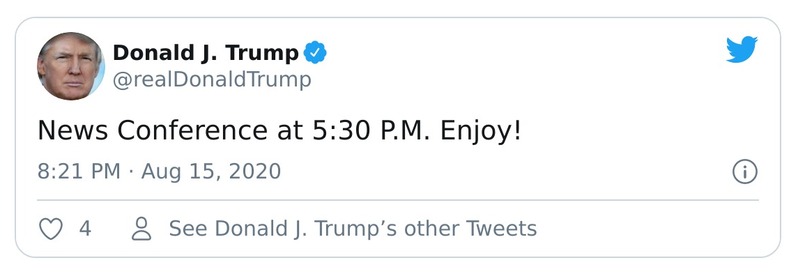 Donald J. Trump
@realDonaldTrump
News Conference at 5:30 P.M. Enjoy!
8:21 PM · Aug 15, 2020
4
See Donald J. Trump’s other Tweets